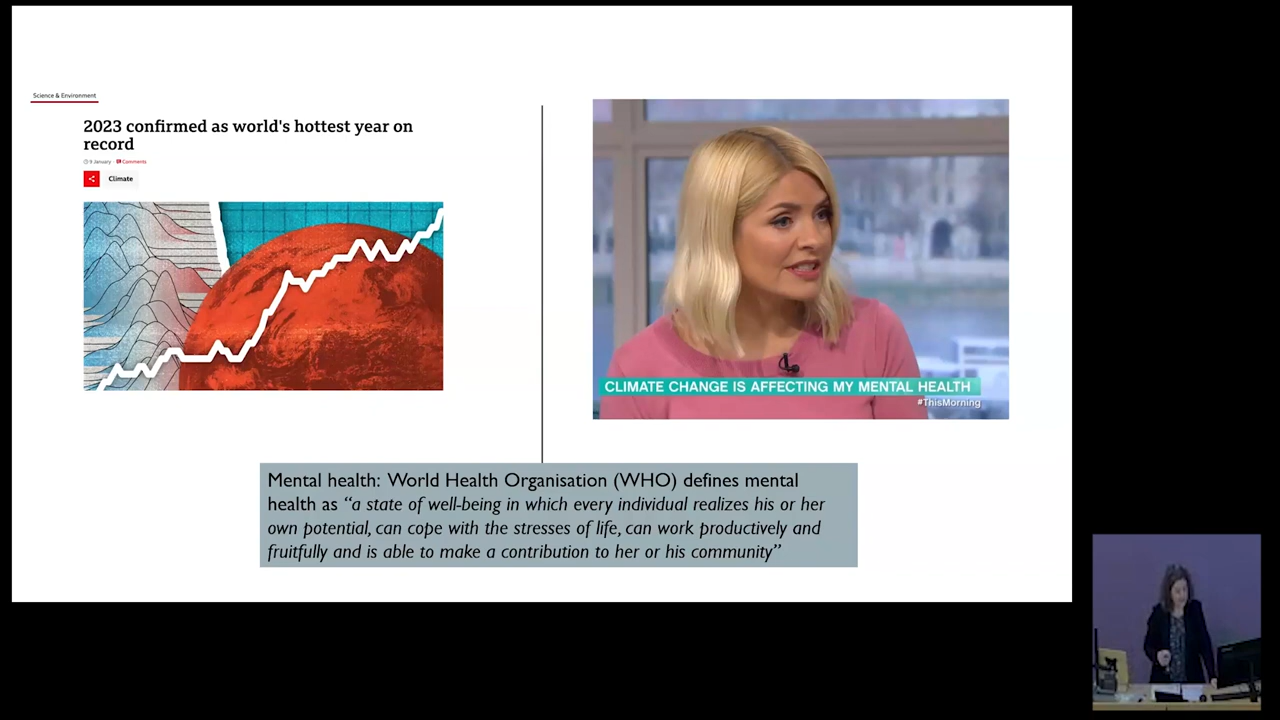 Science & Environment
2023 confirmed as world's hottest year on
record
9 January Comments
Climate
CLIMATE CHANGE IS AFFECTING MY MENTAL HEALTH
#ThisMorning
Mental health: World Health Organisation (WHO) defines mental
health as “a state of well-being in which every individual realizes his or her
own potential, can cope with the stresses of life, can work productively and
fruitfully and is able to make a contribution to her or his community”